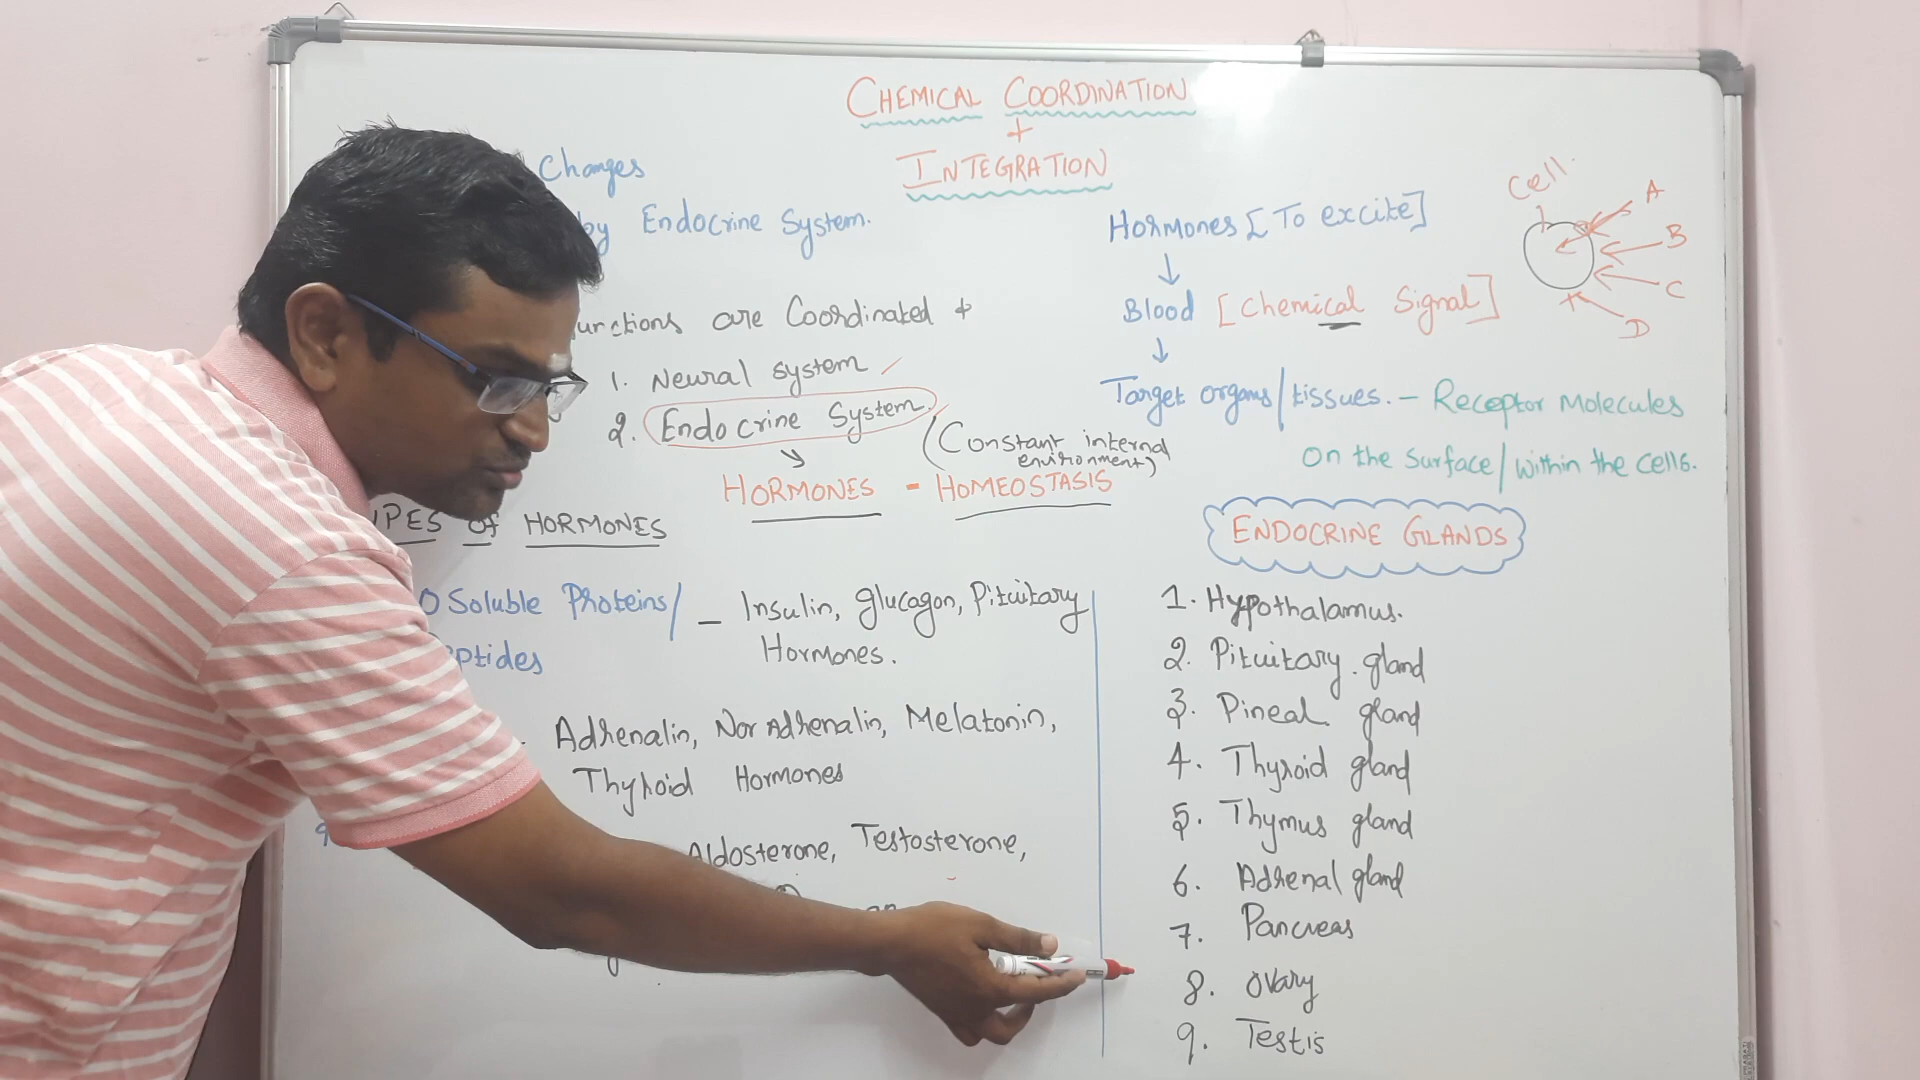 CHEMICAL COORDINATION
+
INTEGRATION
Changes
by Endocrine System.
unctions are Coordinated +
1. Neural system
2. Endocrine System
(Constant internal
environment)
HORMONES - HOMEOSTASIS
Hormones [To excite]
Blood [Chemical Signal]
Target organs/tissues. - Receptor Molecules
on the surface/within the cells.
Cell.
A
B
C
D
YPES of HORMONES
Soluble Proteins/ - Insulin, glucagon, Pituitary
ptides Hormones.
Adrenalin, Nor Adrenalin, Melatonin,
Thyroid Hormones
Aldosterone, Testosterone,
ENDOCRINE GLANDS
1. Hypothalamus.
2. Pituitary gland
3. Pineal gland
4. Thyroid gland
5. Thymus gland
6. Adrenal gland
7. Pancreas
8. Ovary
9. Testis